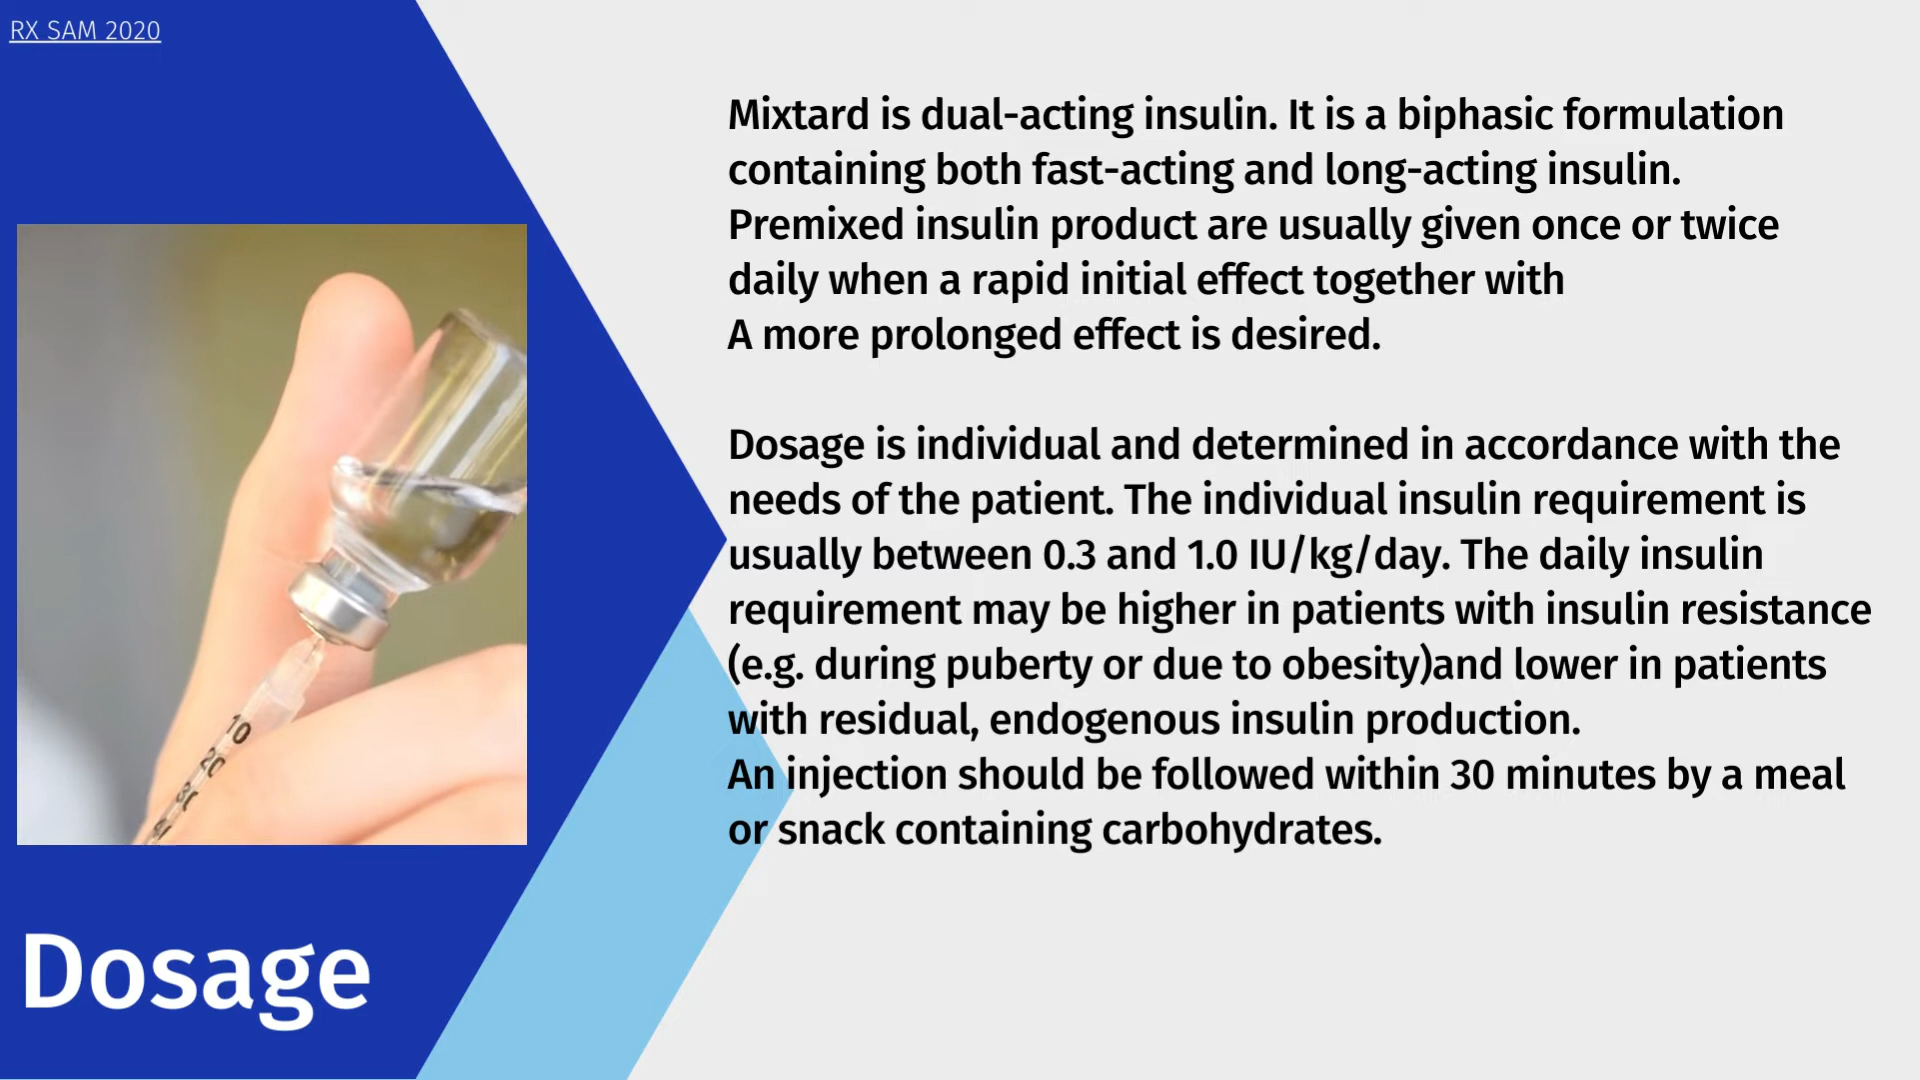 RX SAM 2020
Mixtard is dual-acting insulin. It is a biphasic formulation
containing both fast-acting and long-acting insulin.
Premixed insulin product are usually given once or twice
daily when a rapid initial effect together with
A more prolonged effect is desired.
Dosage is individual and determined in accordance with the
needs of the patient. The individual insulin requirement is
usually between 0.3 and 1.0 IU/kg/day. The daily insulin
requirement may be higher in patients with insulin resistance
(e.g. during puberty or due to obesity)and lower in patients
with residual, endogenous insulin production.
An injection should be followed within 30 minutes by a meal
or snack containing carbohydrates.
10
20
Dosage